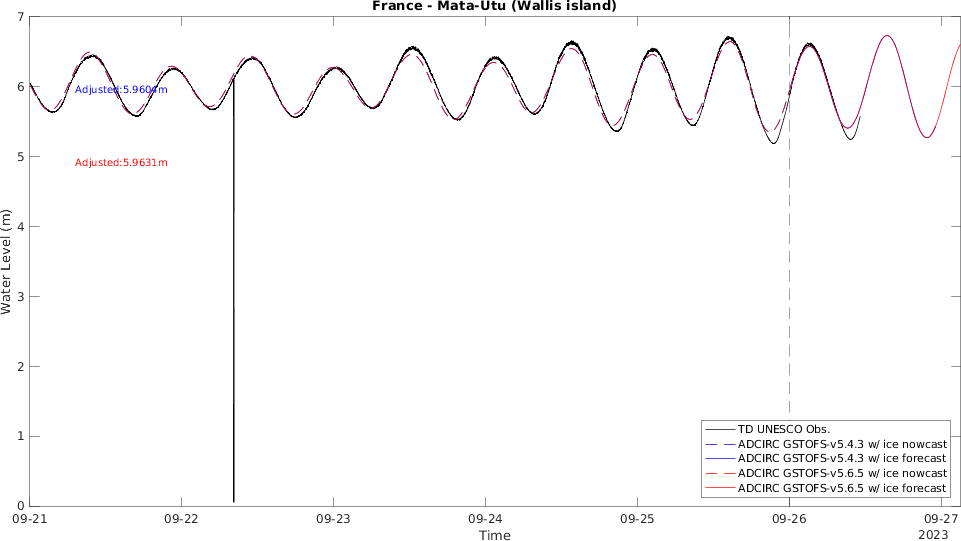 France - Mata-Utu (Wallis island)
7
6
5
4
3
2
1
0
Water Level (m)
Adjusted:5.9604m
Adjusted:5.9631m
TD UNESCO Obs.
ADCIRC GSTOFS-v5.4.3 w/ ice nowcast
ADCIRC GSTOFS-v5.4.3 w/ ice forecast
ADCIRC GSTOFS-v5.6.5 w/ ice nowcast
ADCIRC GSTOFS-v5.6.5 w/ ice forecast
09-21 09-22 09-23 09-24 09-25 09-26 09-27
Time
2023